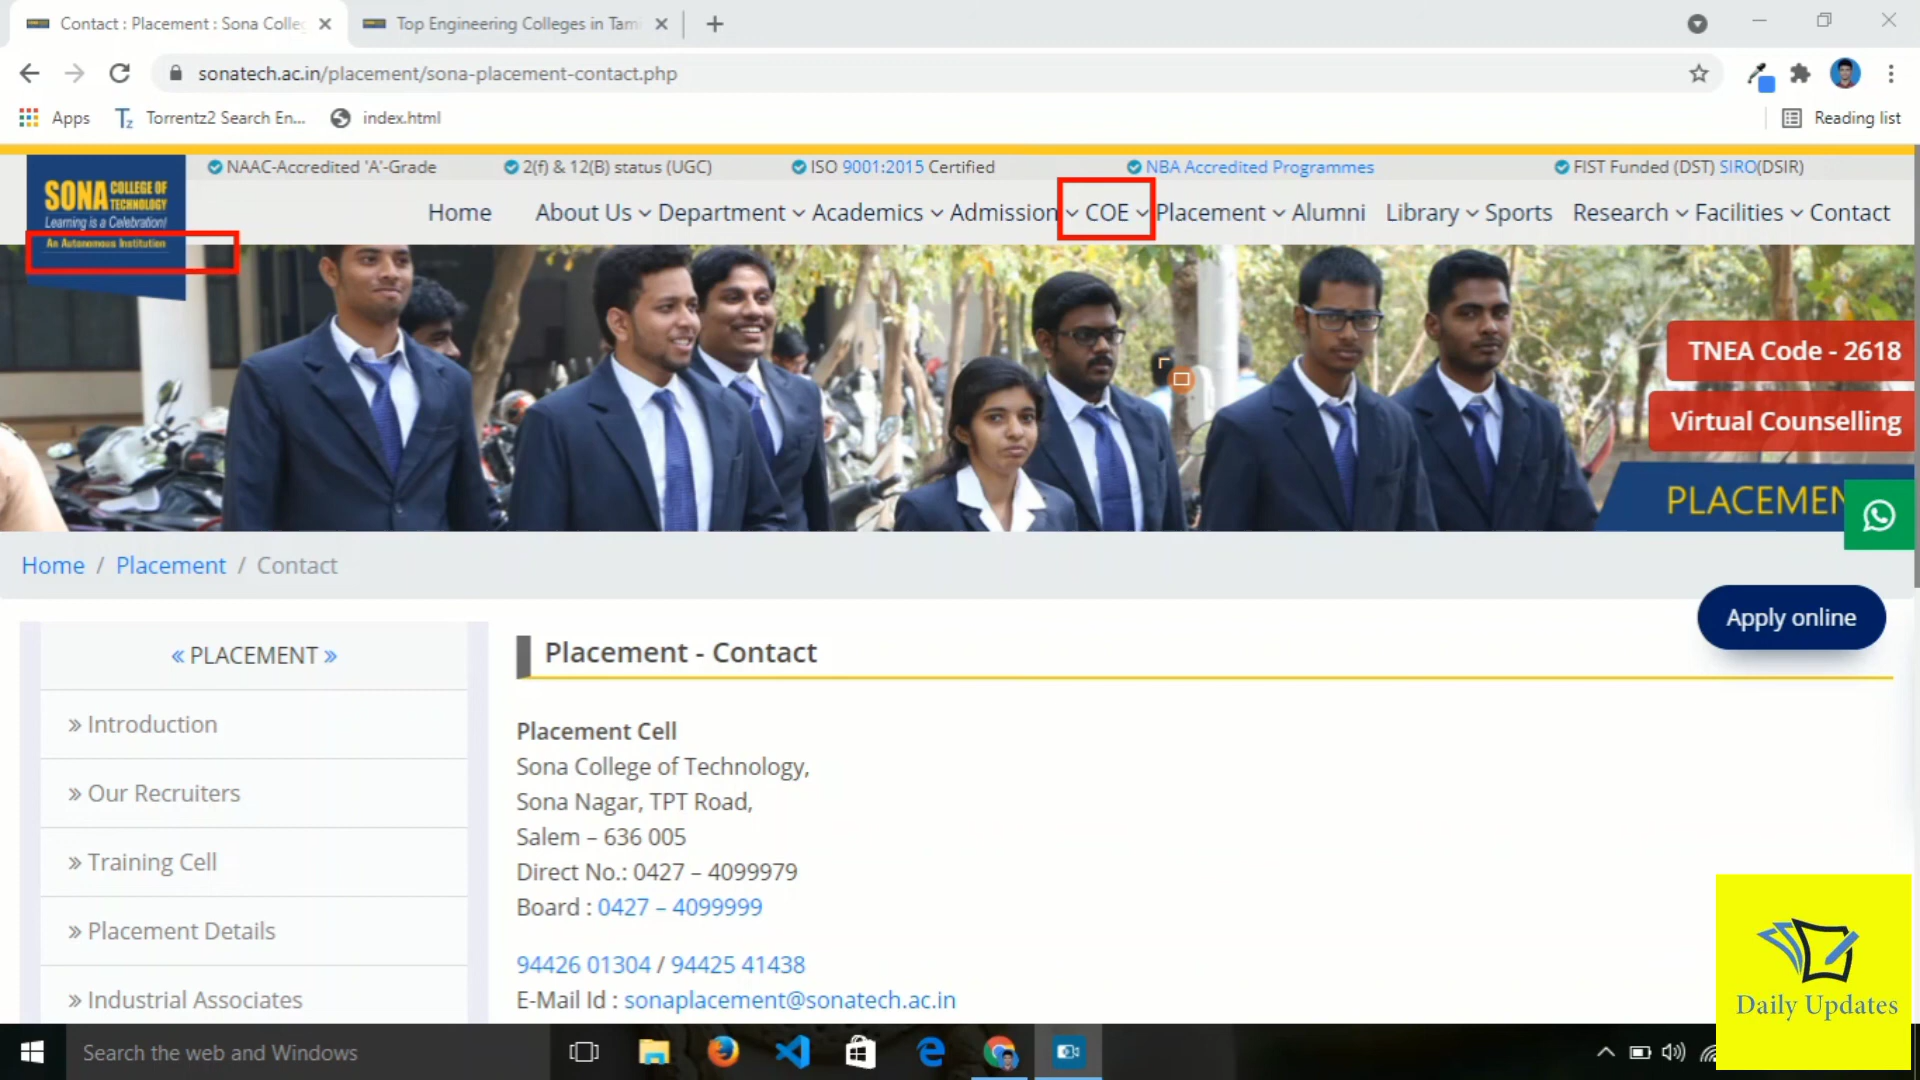 Contact : Placement : Sona Colleg
Top Engineering Colleges in Tami
sonatech.ac.in/placement/sona-placement-contact.php
Apps
Tz Torrentz2 Search En...
index.html
Reading list
NAAC-Accredited 'A'-Grade
2(f) & 12(B) status (UGC)
ISO 9001:2015 Certified
NBA Accredited Programmes
FIST Funded (DST) SIRO(DSIR)
SONA COLLEGE OF TECHNOLOGY
Learning is a Celebration!
An Autonomous Institution
Home About Us Department Academics Admission COE Placement Alumni Library Sports Research Facilities Contact
TNEA Code - 2618
Virtual Counselling
PLACEMEN
Home / Placement / Contact
Apply online
« PLACEMENT »
» Introduction
» Our Recruiters
» Training Cell
» Placement Details
» Industrial Associates
Placement - Contact
Placement Cell
Sona College of Technology,
Sona Nagar, TPT Road,
Salem – 636 005
Direct No.: 0427 – 4099979
Board : 0427 – 4099999
94426 01304 / 94425 41438
E-Mail Id : sonaplacement@sonatech.ac.in
Daily Updates
Search the web and Windows